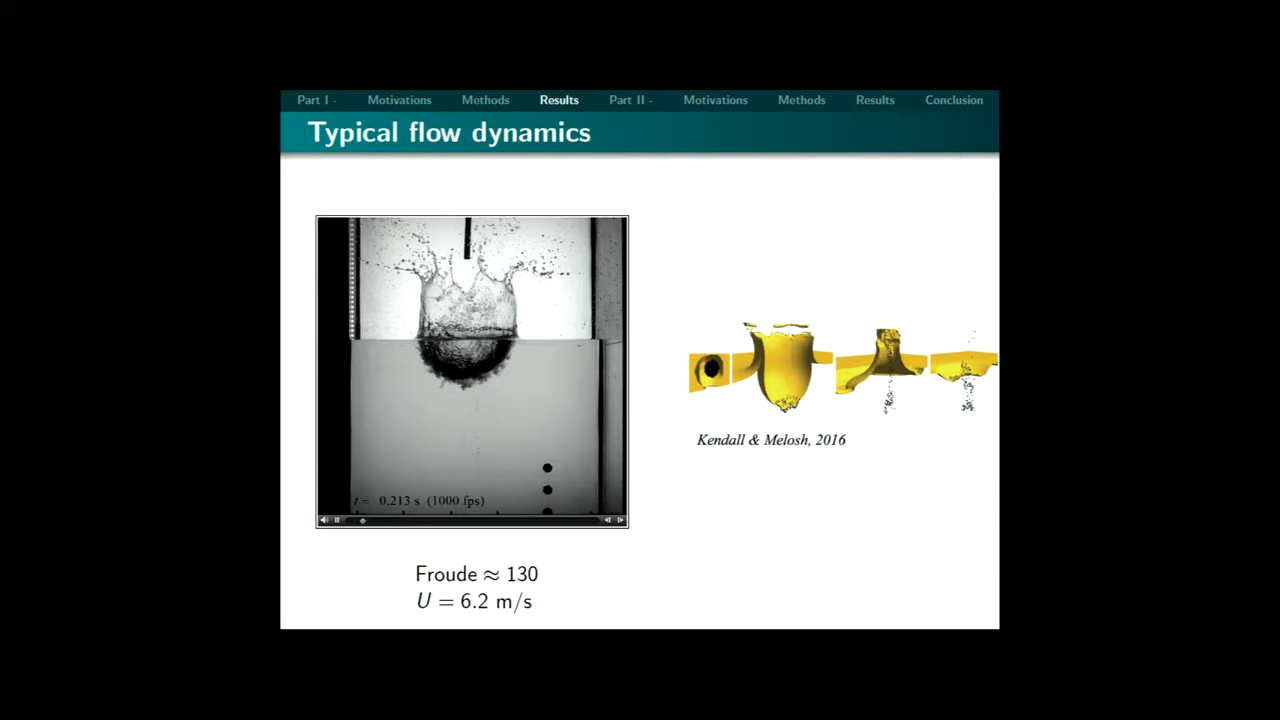 Part I - Motivations Methods Results Part II - Motivations Methods Results Conclusion
Typical flow dynamics
t = 0.213 s (1000 fps)
Kendall & Melosh, 2016
Froude ≈ 130
U = 6.2 m/s